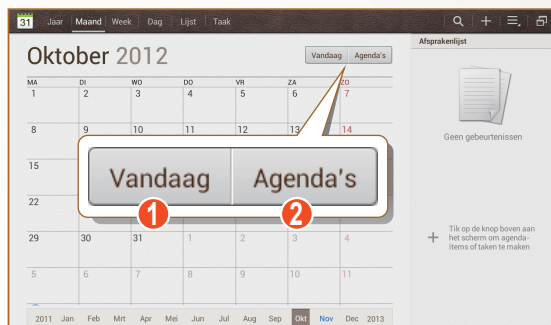 31 Jaar Maand Week Dag Lijst Taak
Oktober 2012
Vandaag Agenda's
Afsprakenlijst
MA DI WO DO VR ZA ZO
1 2 3 4 5 6 7
8 9 10 11 12 13 14
15
22
29 30 31 1 2 3 4
5 6 7 8 9 10 11
Vandaag Agenda's
1 2
Geen gebeurtenissen
Tik op de knop boven aan
het scherm om agenda-
items of taken te maken
2011 Jan Feb Mrt Apr Mei Jun Jul Aug Sep Okt Nov Dec 2013